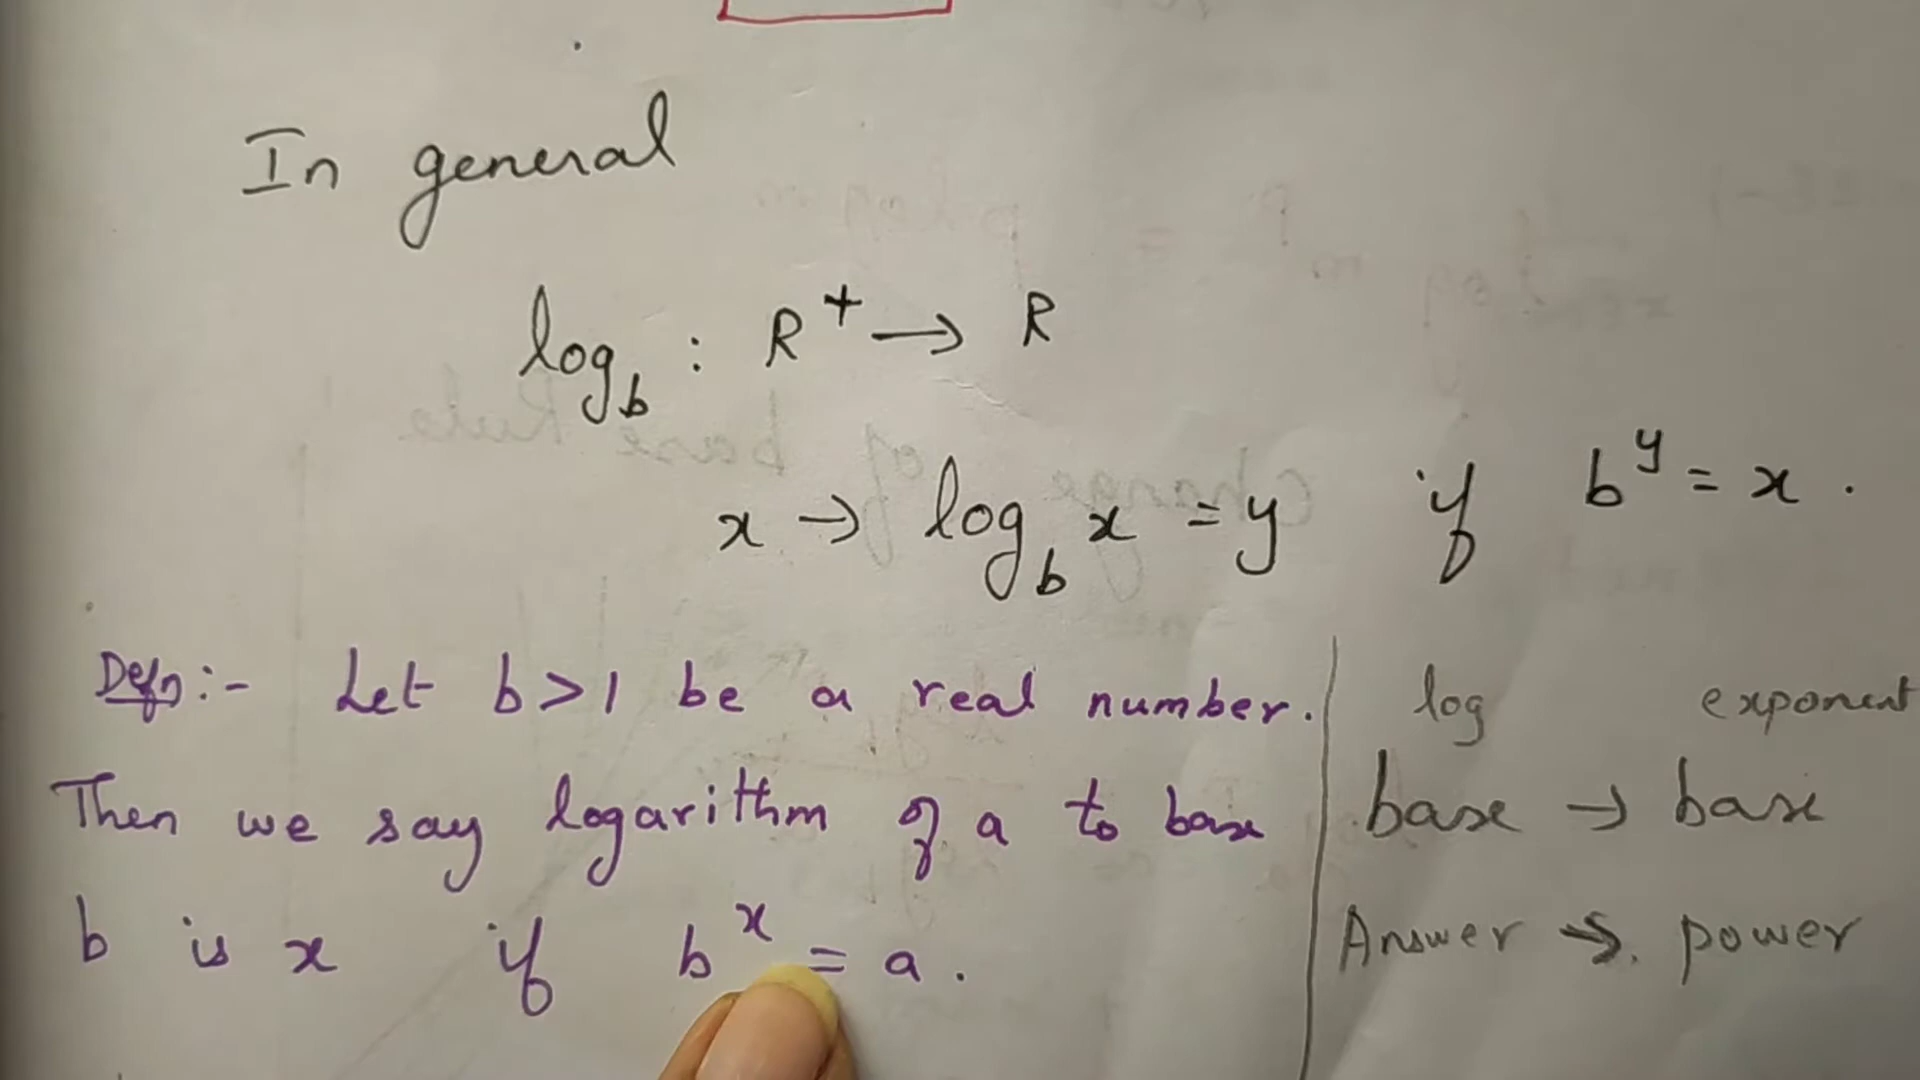 In general
log_b : R⁺ → R
x → log_b x = y if b^y = x .
Defn:- Let b > 1 be a real number.
Then we say logarithm of a to base
b is x if b^x = a .
log exponent
base → base
Answer → power